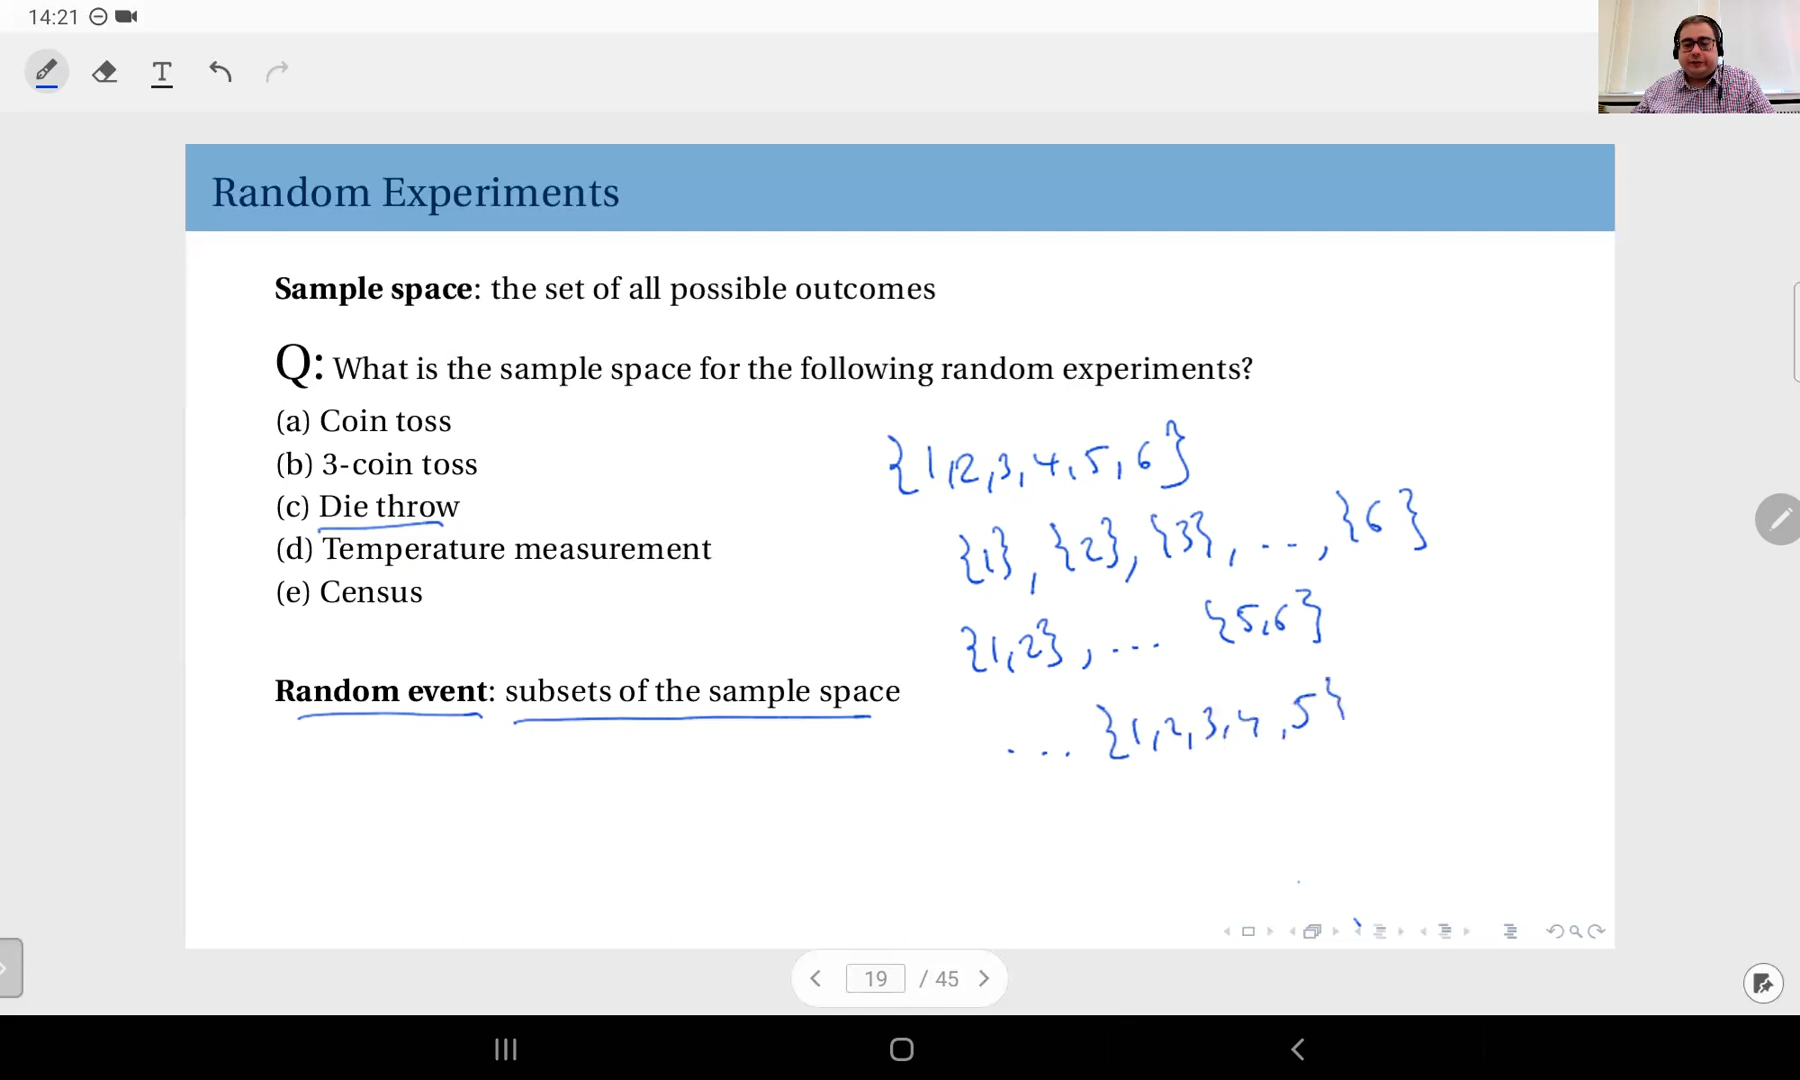 14:21
T
Random Experiments
Sample space: the set of all possible outcomes
Q: What is the sample space for the following random experiments?
(a) Coin toss
(b) 3-coin toss
(c) Die throw
(d) Temperature measurement
(e) Census
{1,2,3,4,5,6}
{1}, {2}, {3}, ..., {6}
{1,2}, ... {5,6}
Random event: subsets of the sample space
... {1,2,3,4,5}
19 / 45